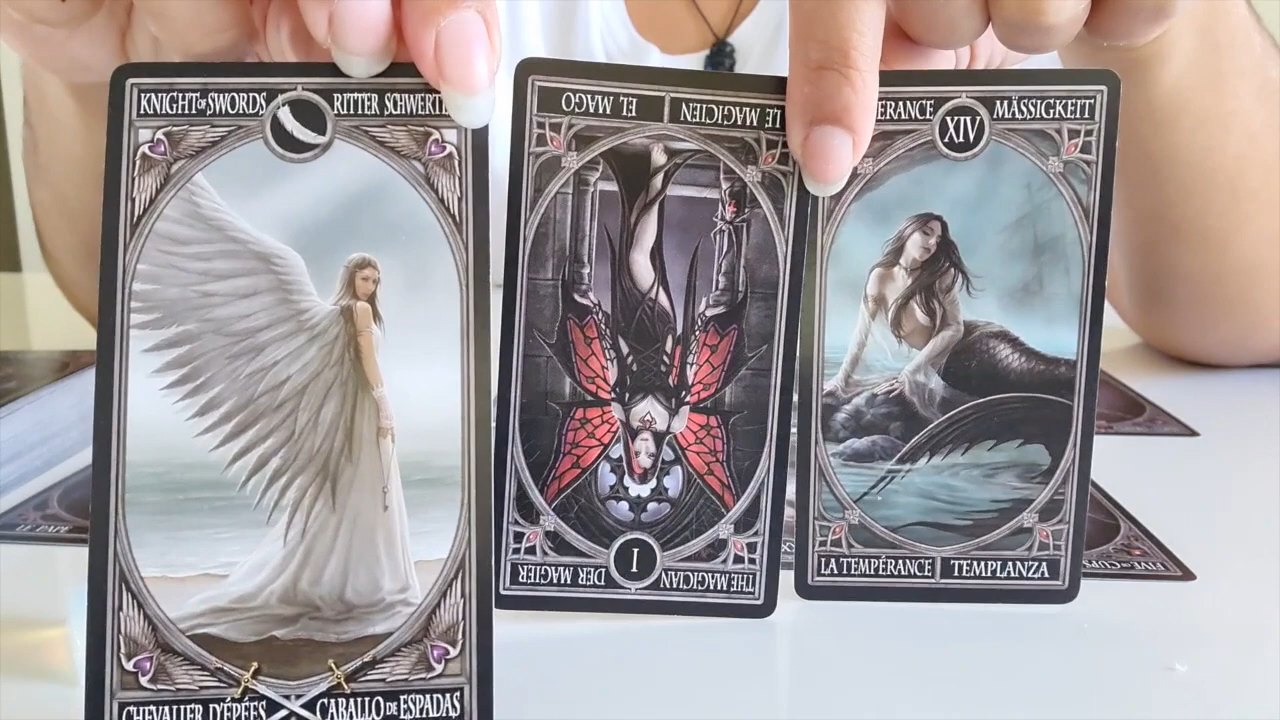 KNIGHT OF SWORDS RITTER SCHWERTE
CHEVALIER D'ÉPÉES CABALLO DE ESPADAS
EL MAGO LE MAGICIEN
I
THE MAGICIAN DER MAGIER
ERANCE XIV MÄSSIGKEIT
LA TEMPÉRANCE TEMPLANZA
LE PAPE
FIVE OF CUPS